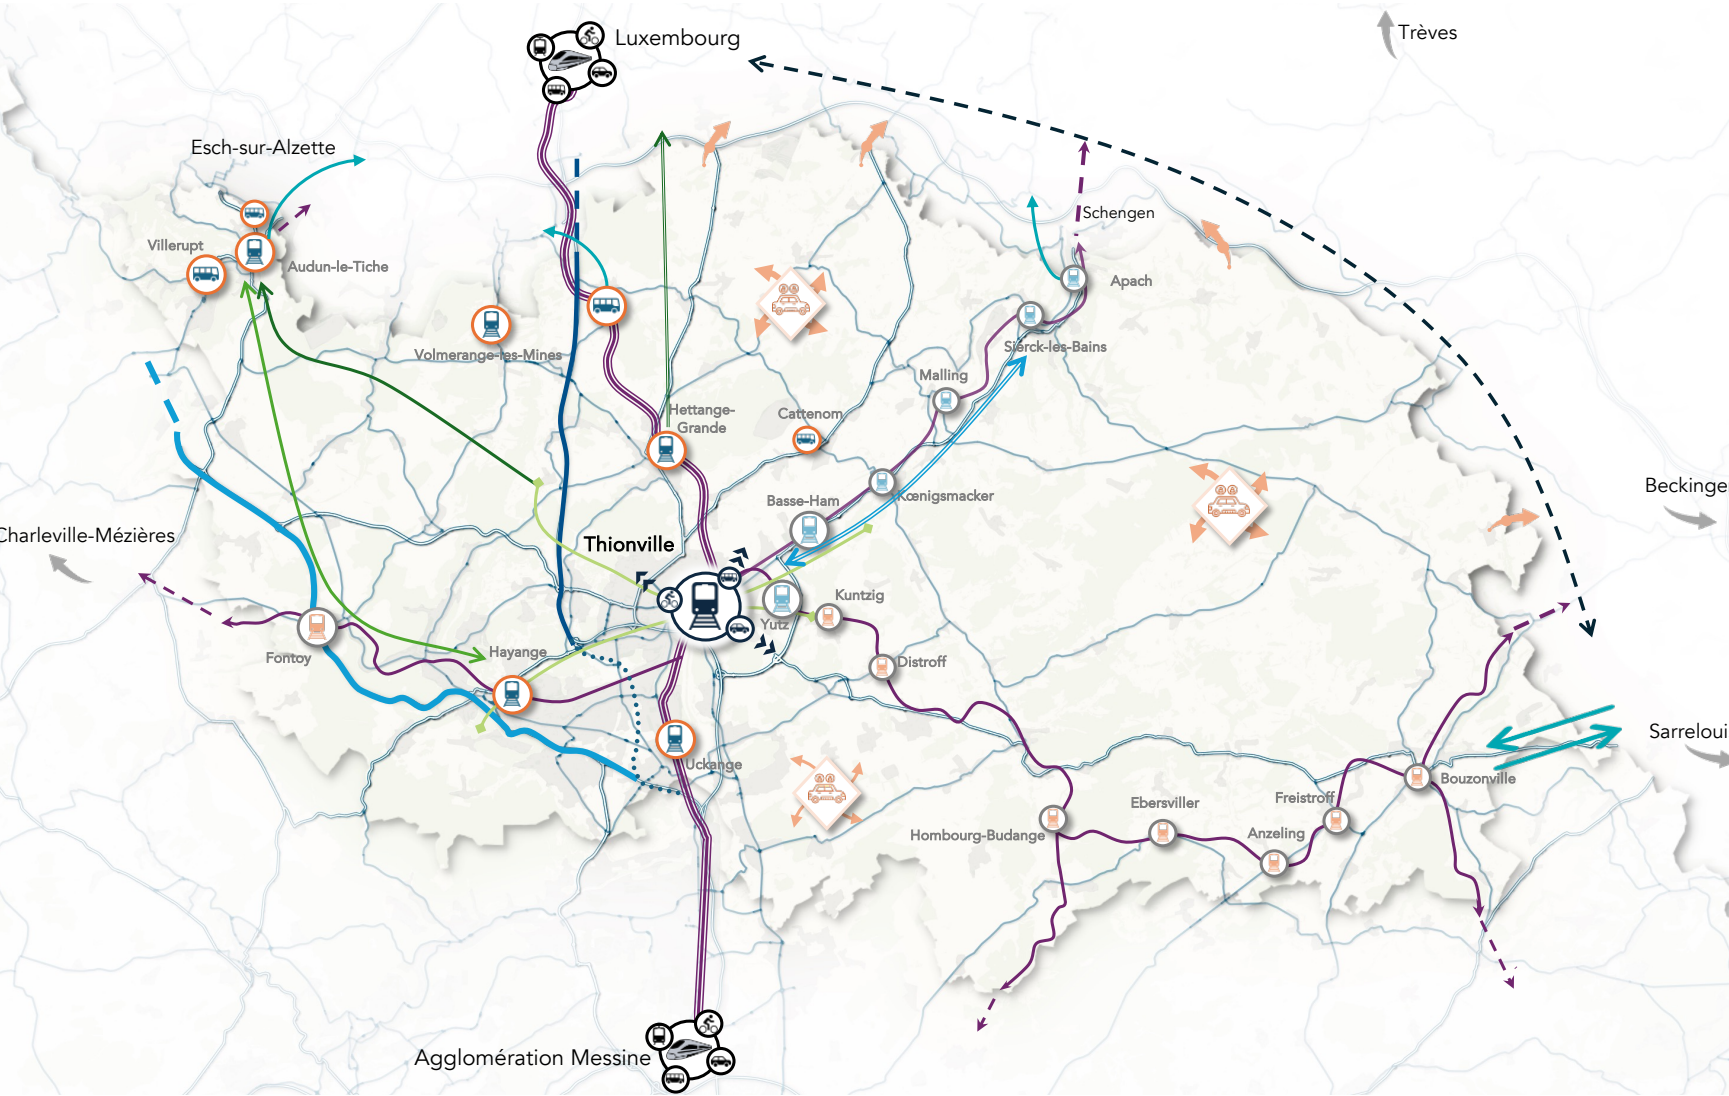 Luxembourg
Trèves
Esch-sur-Alzette
Schengen
Villerupt
Audun-le-Tiche
Apach
Volmerange-les-Mines
Sierck-les-Bains
Malling
Hettange-
Grande
Cattenom
Beckinge
Kœnigsmacker
Basse-Ham
Charleville-Mézières
Thionville
Kuntzig
Yutz
Hayange
Fontoy
Distroff
Sarreloui
Uckange
Bouzonville
Freistroff
Ebersviller
Hombourg-Budange
Anzeling
Agglomération Messine